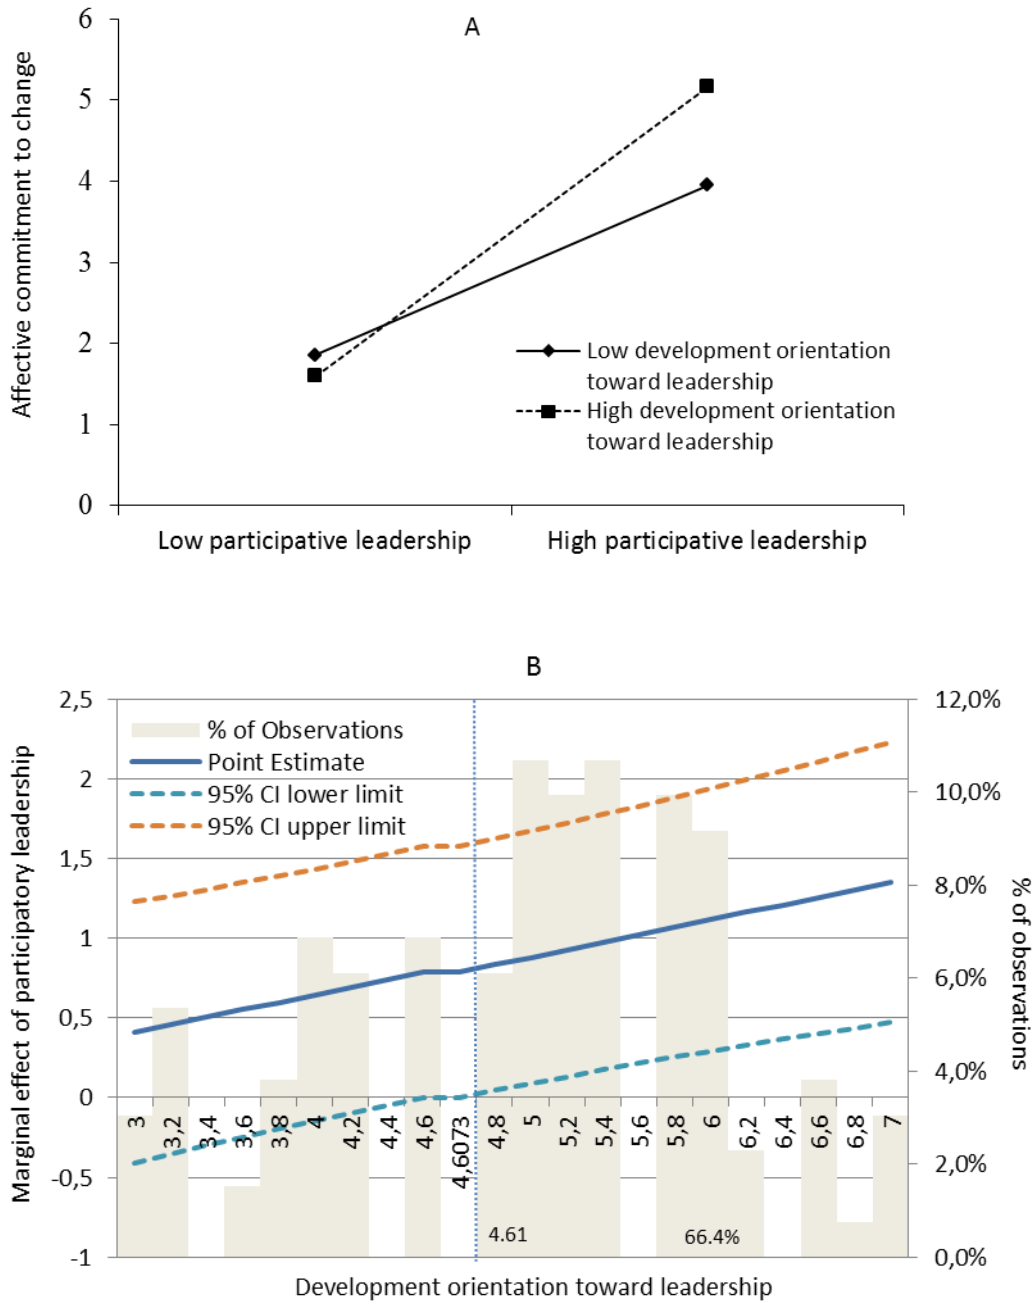 A
Affective commitment to change
6
5
4
3
2
1
0
Low development orientation
toward leadership
High development orientation
toward leadership
Low participative leadership
High participative leadership
B
Marginal effect of participatory leadership
2,5
2
1,5
1
0,5
0
-0,5
-1
% of Observations
Point Estimate
95% CI lower limit
95% CI upper limit
12,0%
10,0%
8,0%
6,0%
4,0%
2,0%
0,0%
% of observations
3
3,2
3,4
3,6
3,8
4
4,2
4,4
4,6
4,6073
4,8
5
5,2
5,4
5,6
5,8
6
6,2
6,4
6,6
6,8
7
4.61
66.4%
Development orientation toward leadership